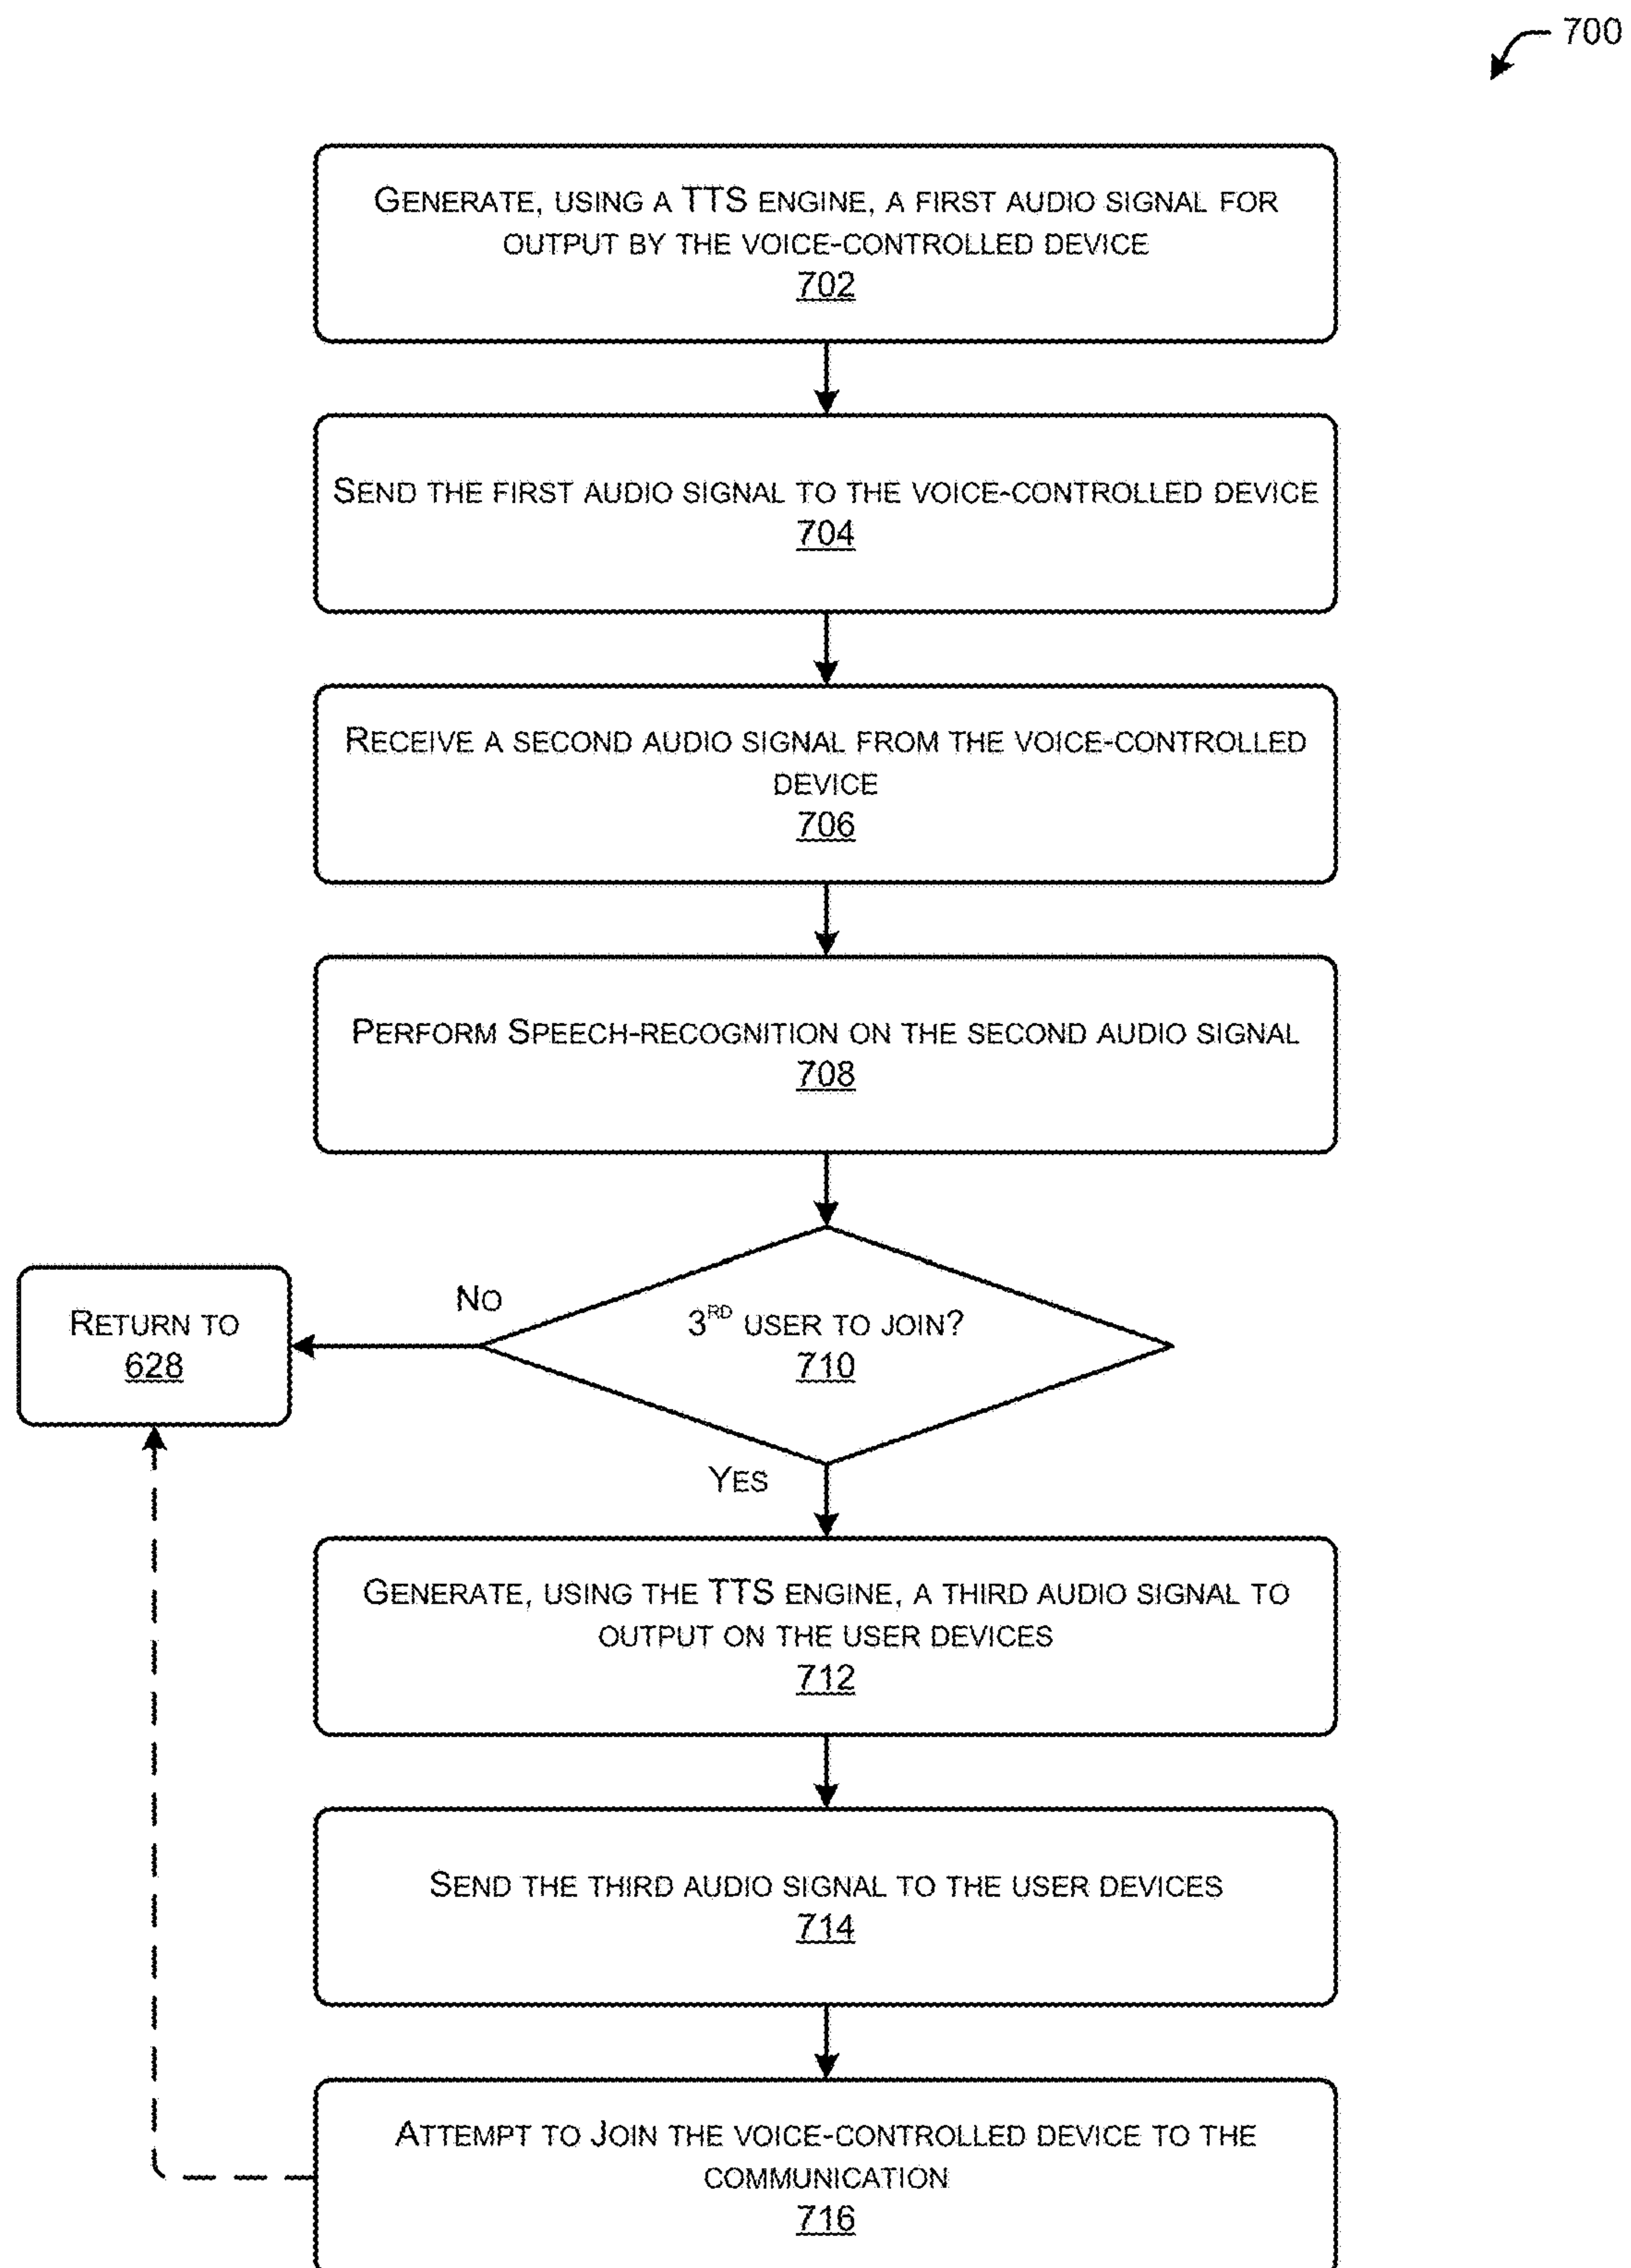 700
GENERATE, USING A TTS ENGINE, A FIRST AUDIO SIGNAL FOR
OUTPUT BY THE VOICE-CONTROLLED DEVICE
702
SEND THE FIRST AUDIO SIGNAL TO THE VOICE-CONTROLLED DEVICE
704
RECEIVE A SECOND AUDIO SIGNAL FROM THE VOICE-CONTROLLED
DEVICE
706
PERFORM SPEECH-RECOGNITION ON THE SECOND AUDIO SIGNAL
708
NO
3RD USER TO JOIN?
710
RETURN TO
628
YES
GENERATE, USING THE TTS ENGINE, A THIRD AUDIO SIGNAL TO
OUTPUT ON THE USER DEVICES
712
SEND THE THIRD AUDIO SIGNAL TO THE USER DEVICES
714
ATTEMPT TO JOIN THE VOICE-CONTROLLED DEVICE TO THE
COMMUNICATION
716